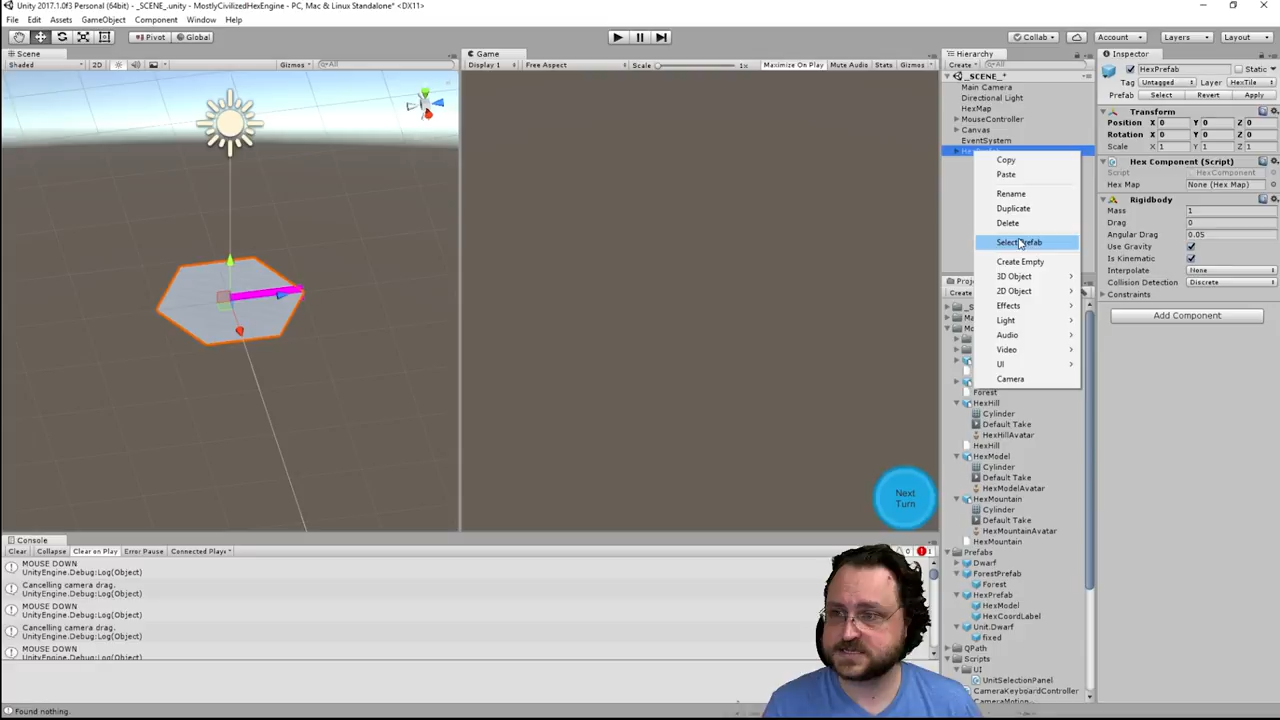 Unity 2017.1.0f3 Personal (64bit) - _SCENE_.unity - MostlyCivilizedHexEngine - PC, Mac & Linux Standalone* <DX11>
File Edit Assets GameObject Component Window Help
Pivot Global
Collab Account Layers Layout
Scene
Shaded 2D Gizmos All
Game
Display 1 Free Aspect Scale 1x Maximize On Play Mute Audio Stats Gizmos
Hierarchy
Create All
_SCENE_*
Main Camera
Directional Light
HexMap
MouseController
Canvas
EventSystem
Copy
Paste
Rename
Duplicate
Delete
Select Prefab
Create Empty
3D Object
2D Object
Effects
Light
Audio
Video
UI
Camera
Inspector
HexPrefab Static
Tag Untagged Layer HexTile
Prefab Select Revert Apply
Transform
Position X 0 Y 0 Z 0
Rotation X 0 Y 0 Z 0
Scale X 1 Y 1 Z 1
Hex Component (Script)
Script HexComponent
Hex Map None (Hex Map)
Rigidbody
Mass 1
Drag 0
Angular Drag 0.05
Use Gravity
Is Kinematic
Interpolate None
Collision Detection Discrete
Constraints
Add Component
Create
Forest
HexHill
Cylinder
Default Take
HexHillAvatar
HexHill
HexModel
Cylinder
Default Take
HexModelAvatar
HexMountain
Cylinder
Default Take
HexMountainAvatar
HexMountain
Prefabs
Dwarf
ForestPrefab
Forest
HexPrefab
HexModel
HexCoordLabel
Unit.Dwarf
fixed
QPath
Scripts
UI
UnitSelectionPanel
CameraKeyboardController
CameraMotion
Next
Turn
Console
Clear Collapse Clear on Play Error Pause Connected Player 0 1
MOUSE DOWN
UnityEngine.Debug:Log(Object)
Cancelling camera drag.
UnityEngine.Debug:Log(Object)
MOUSE DOWN
UnityEngine.Debug:Log(Object)
Cancelling camera drag.
UnityEngine.Debug:Log(Object)
MOUSE DOWN
UnityEngine.Debug:Log(Object)
Found nothing.